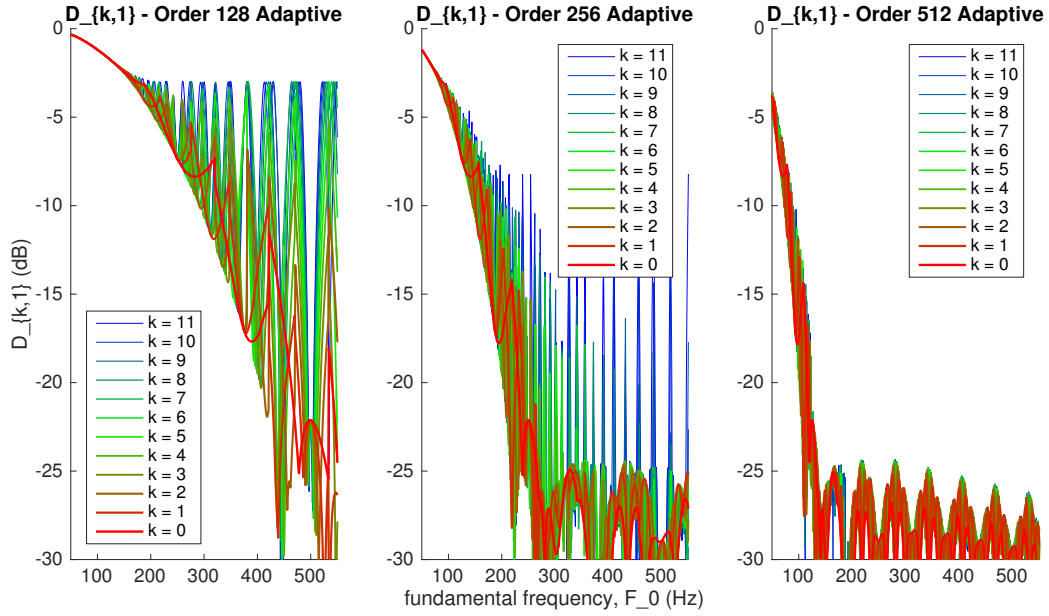 D_{k,1} - Order 128 Adaptive
D_{k,1} - Order 256 Adaptive
D_{k,1} - Order 512 Adaptive
0
-5
-10
-15
-20
-25
-30
D_{k,1} (dB)
100 200 300 400 500
k = 11
k = 10
k = 9
k = 8
k = 7
k = 6
k = 5
k = 4
k = 3
k = 2
k = 1
k = 0
0
-5
-10
-15
-20
-25
-30
100 200 300 400 500
k = 11
k = 10
k = 9
k = 8
k = 7
k = 6
k = 5
k = 4
k = 3
k = 2
k = 1
k = 0
0
-5
-10
-15
-20
-25
-30
100 200 300 400 500
k = 11
k = 10
k = 9
k = 8
k = 7
k = 6
k = 5
k = 4
k = 3
k = 2
k = 1
k = 0
fundamental frequency, F_0 (Hz)